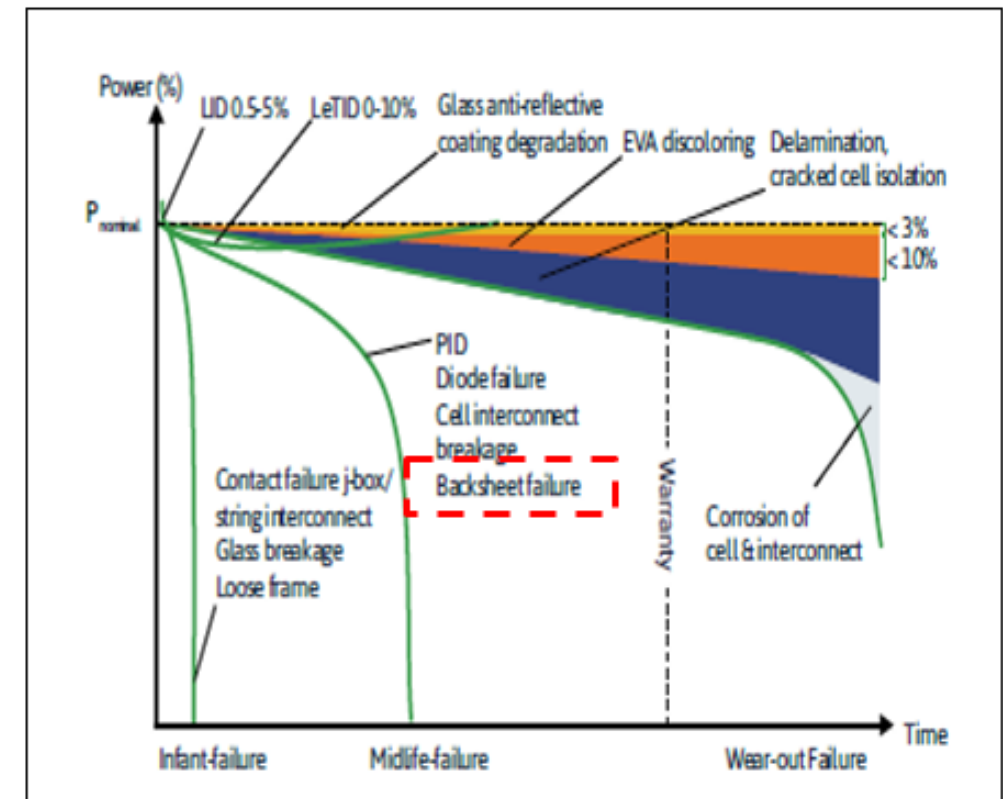 Power (%)
LID 0.5-5%
LeTID 0-10%
Glass anti-reflective
coating degradation
EVA discoloring
Delamination,
cracked cell isolation
P nominal
< 3%
< 10%
PID
Diode failure
Cell interconnect
breakage
Backsheet failure
Contact failure j-box/
string interconnect
Glass breakage
Loose frame
Warranty
Corrosion of
cell & interconnect
Time
Infant-failure
Midlife-failure
Wear-out Failure